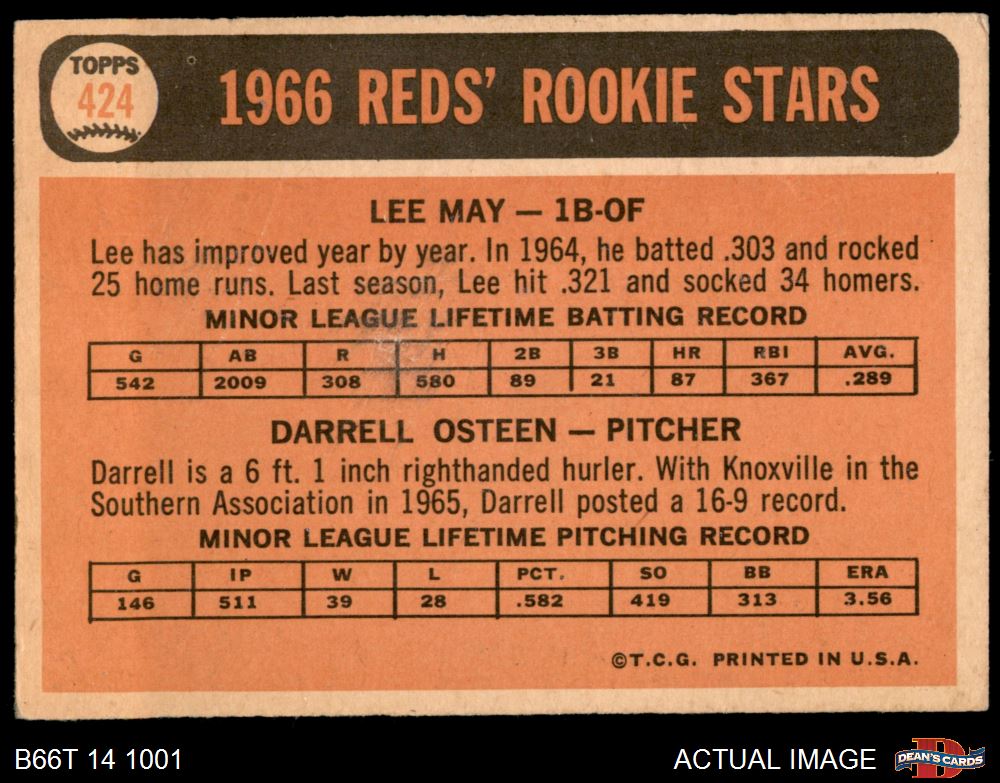 TOPPS
424
1966 REDS' ROOKIE STARS
LEE MAY — 1B-OF
Lee has improved year by year. In 1964, he batted .303 and rocked
25 home runs. Last season, Lee hit .321 and socked 34 homers.
MINOR LEAGUE LIFETIME BATTING RECORD
G AB R H 2B 3B HR RBI AVG.
542 2009 308 580 89 21 87 367 .289
DARRELL OSTEEN — PITCHER
Darrell is a 6 ft. 1 inch righthanded hurler. With Knoxville in the
Southern Association in 1965, Darrell posted a 16-9 record.
MINOR LEAGUE LIFETIME PITCHING RECORD
G IP W L PCT. SO BB ERA
146 511 39 28 .582 419 313 3.56
©T.C.G. PRINTED IN U.S.A.
B66T 14 1001
ACTUAL IMAGE
D
DEAN'S CARDS